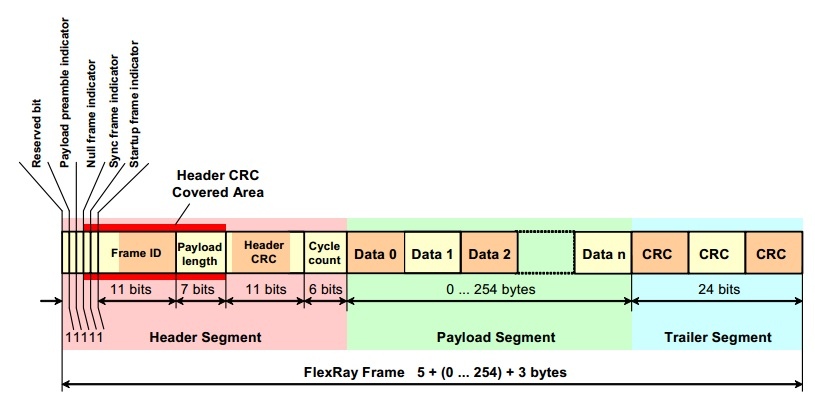 Reserved bit
Payload preamble indicator
Null frame indicator
Sync frame indicator
Startup frame indicator
Header CRC
Covered Area
Frame ID
Payload
length
Header
CRC
Cycle
count
Data 0
Data 1
Data 2
Data n
CRC
CRC
CRC
11 bits
7 bits
11 bits
6 bits
0 ... 254 bytes
24 bits
11111
Header Segment
Payload Segment
Trailer Segment
FlexRay Frame 5 + (0 ... 254) + 3 bytes